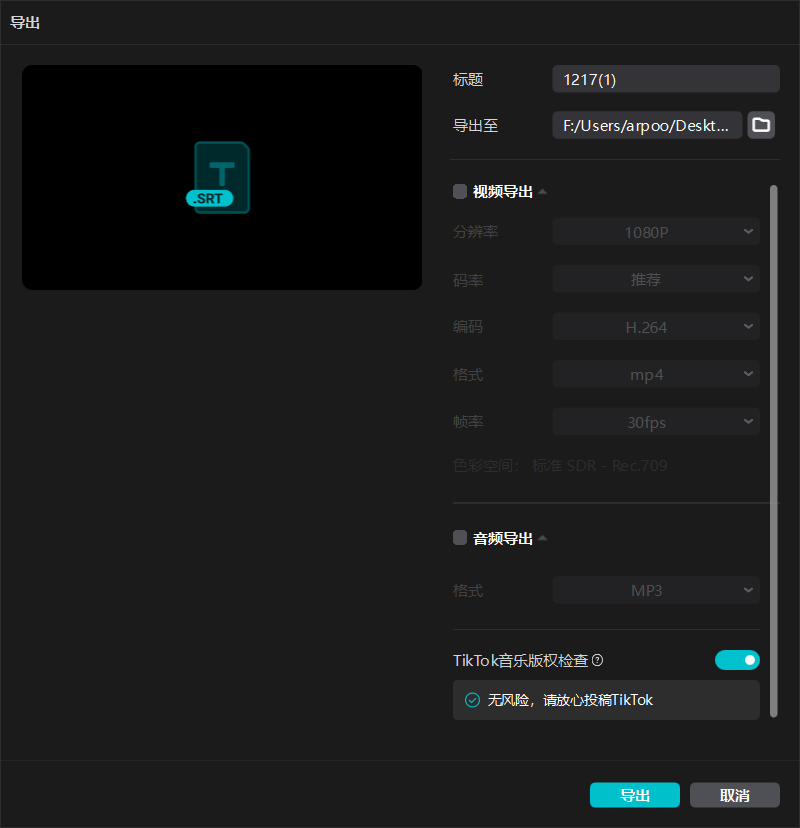 导出
T
.SRT
标题 1217(1)
导出至 F:/Users/arpoo/Deskt...
视频导出
分辨率 1080P
码率 推荐
编码 H.264
格式 mp4
帧率 30fps
色彩空间: 标准 SDR - Rec.709
音频导出
格式 MP3
TikTok音乐版权检查?
无风险，请放心投稿TikTok
导出 取消